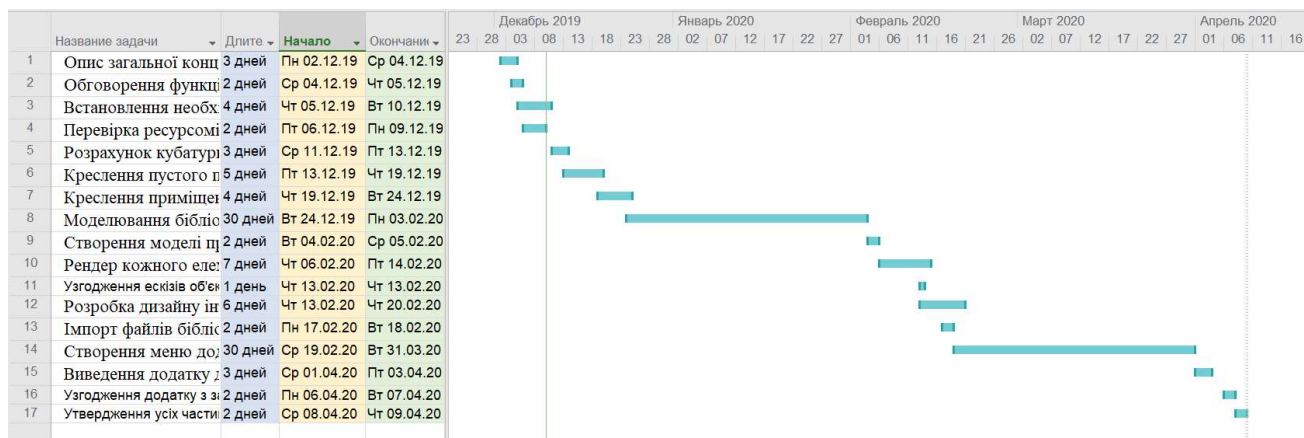 Декабрь 2019 Январь 2020 Февраль 2020 Март 2020 Апрель 2020
Название задачи Длите Начало Окончани 23 28 03 08 13 18 23 28 02 07 12 17 22 27 01 06 11 16 21 26 02 07 12 17 22 27 01 06 11 16
1 Опис загальної конц 3 дней Пн 02.12.19 Ср 04.12.19
2 Обговорення функці 2 дней Ср 04.12.19 Чт 05.12.19
3 Встановлення необх 4 дней Чт 05.12.19 Вт 10.12.19
4 Перевірка ресурсомі 2 дней Пт 06.12.19 Пн 09.12.19
5 Розрахунок кубатур 3 дней Ср 11.12.19 Пт 13.12.19
6 Креслення пустого п 5 дней Пт 13.12.19 Чт 19.12.19
7 Креслення приміщен 4 дней Чт 19.12.19 Вт 24.12.19
8 Моделювання бібліо 30 дней Вт 24.12.19 Пн 03.02.20
9 Створення моделі пр 2 дней Вт 04.02.20 Ср 05.02.20
10 Рендер кожного еле 7 дней Чт 06.02.20 Пт 14.02.20
11 Узгодження ескізів об'єк 1 день Чт 13.02.20 Чт 13.02.20
12 Розробка дизайну ін 6 дней Чт 13.02.20 Чт 20.02.20
13 Імпорт файлів бібліо 2 дней Пн 17.02.20 Вт 18.02.20
14 Створення меню дод 30 дней Ср 19.02.20 Вт 31.03.20
15 Виведення додатку д 3 дней Ср 01.04.20 Пт 03.04.20
16 Узгодження додатку з за 2 дней Пн 06.04.20 Вт 07.04.20
17 Утвердження усіх части 2 дней Ср 08.04.20 Чт 09.04.20